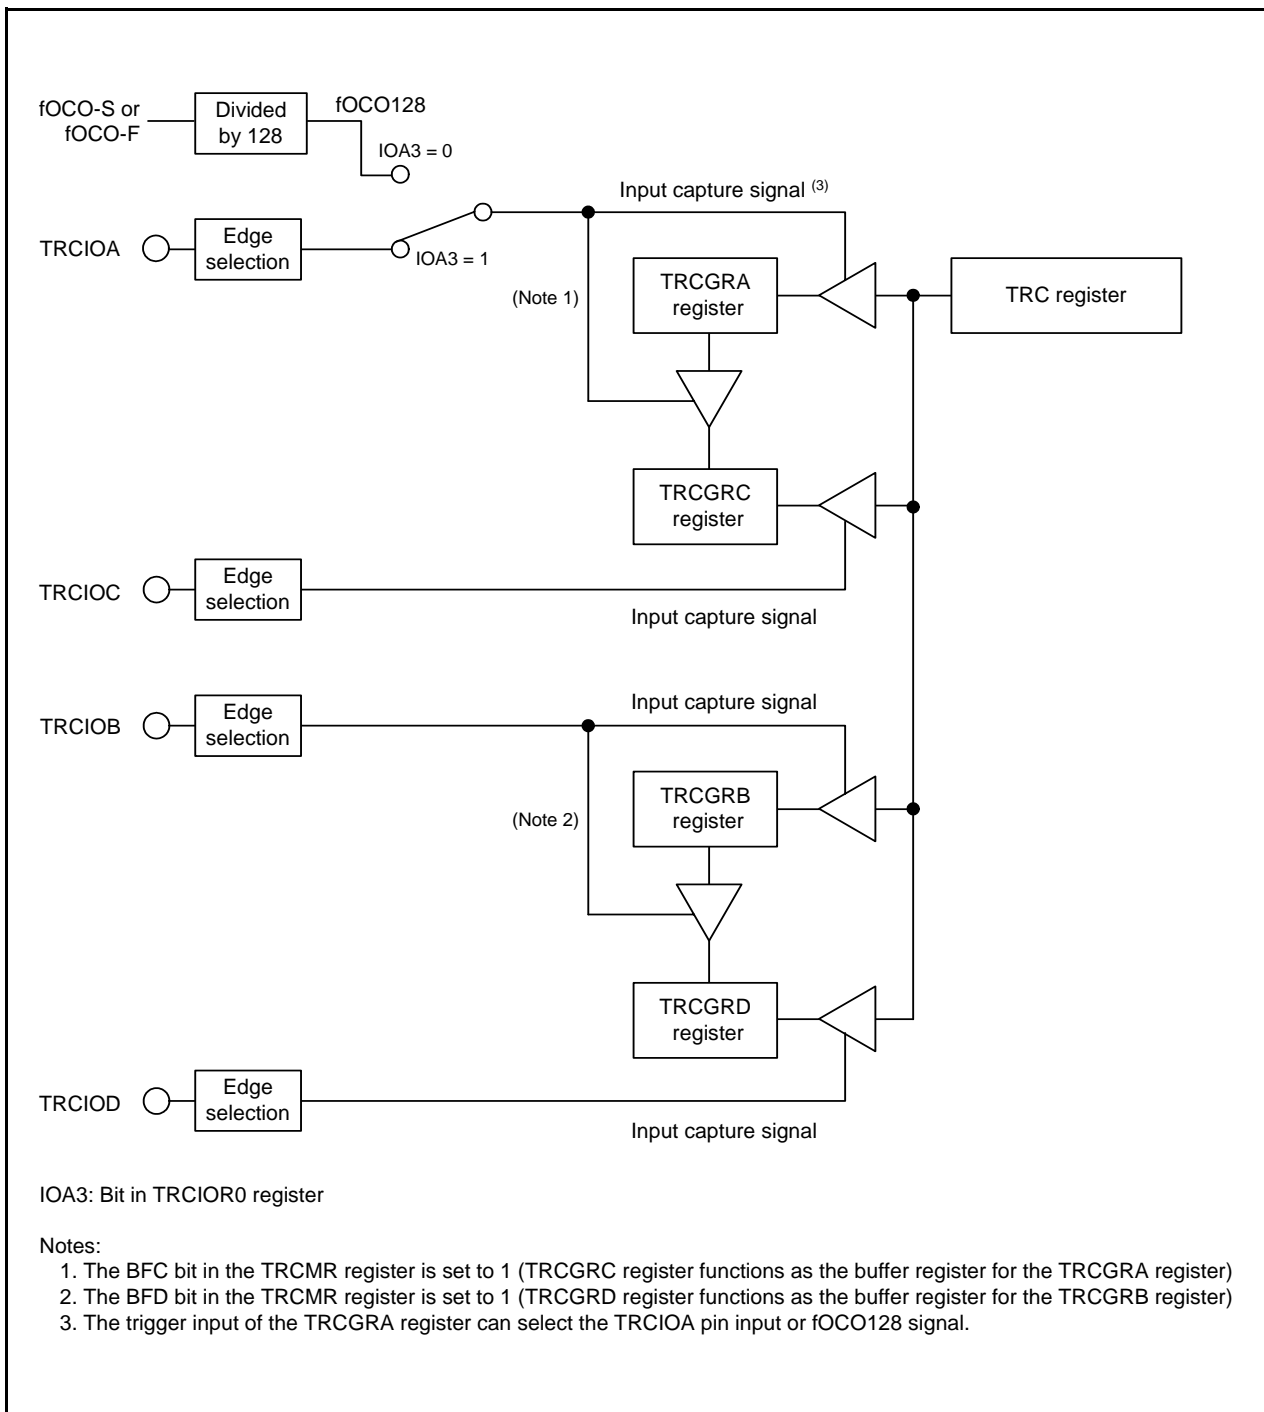 fOCO-S or
fOCO-F
Divided
by 128
fOCO128
IOA3 = 0
Input capture signal (3)
TRCIOA
Edge
selection
IOA3 = 1
(Note 1)
TRCGRA
register
TRC register
TRCGRC
register
TRCIOC
Edge
selection
Input capture signal
TRCIOB
Edge
selection
Input capture signal
(Note 2)
TRCGRB
register
TRCGRD
register
TRCIOD
Edge
selection
Input capture signal
IOA3: Bit in TRCIOR0 register
Notes:
1. The BFC bit in the TRCMR register is set to 1 (TRCGRC register functions as the buffer register for the TRCGRA register)
2. The BFD bit in the TRCMR register is set to 1 (TRCGRD register functions as the buffer register for the TRCGRB register)
3. The trigger input of the TRCGRA register can select the TRCIOA pin input or fOCO128 signal.